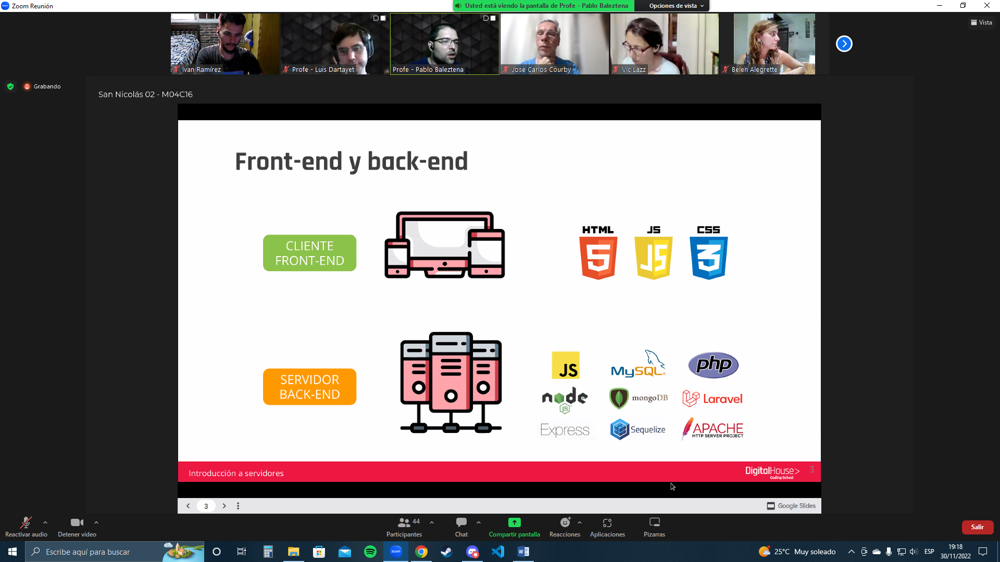 Zoom Reunión
Usted está viendo la pantalla de Profe - Pablo Baleztena
Opciones de vista
Ivan Ramírez
Profe - Luis Dartayet
Profe - Pablo Baleztena
Jose Carlos Courby
Vic Lazz
Belen Alegrette
Vista
Grabando
San Nicolás 02 - M04C16
Front-end y back-end
CLIENTE
FRONT-END
HTML
JS
CSS
5
JS
3
SERVIDOR
BACK-END
JS
MySQL
php
node
JS
mongoDB
Laravel
Express
Sequelize
APACHE
HTTP SERVER PROJECT
Introducción a servidores
DigitalHouse>
Coding School
3
3
Google Slides
Reactivar audio
Detener vídeo
44
Participantes
Chat
Compartir pantalla
Reacciones
Aplicaciones
Pizarras
Salir
Escribe aquí para buscar
zoom
25°C Muy soleado
ESP
19:18
30/11/2022